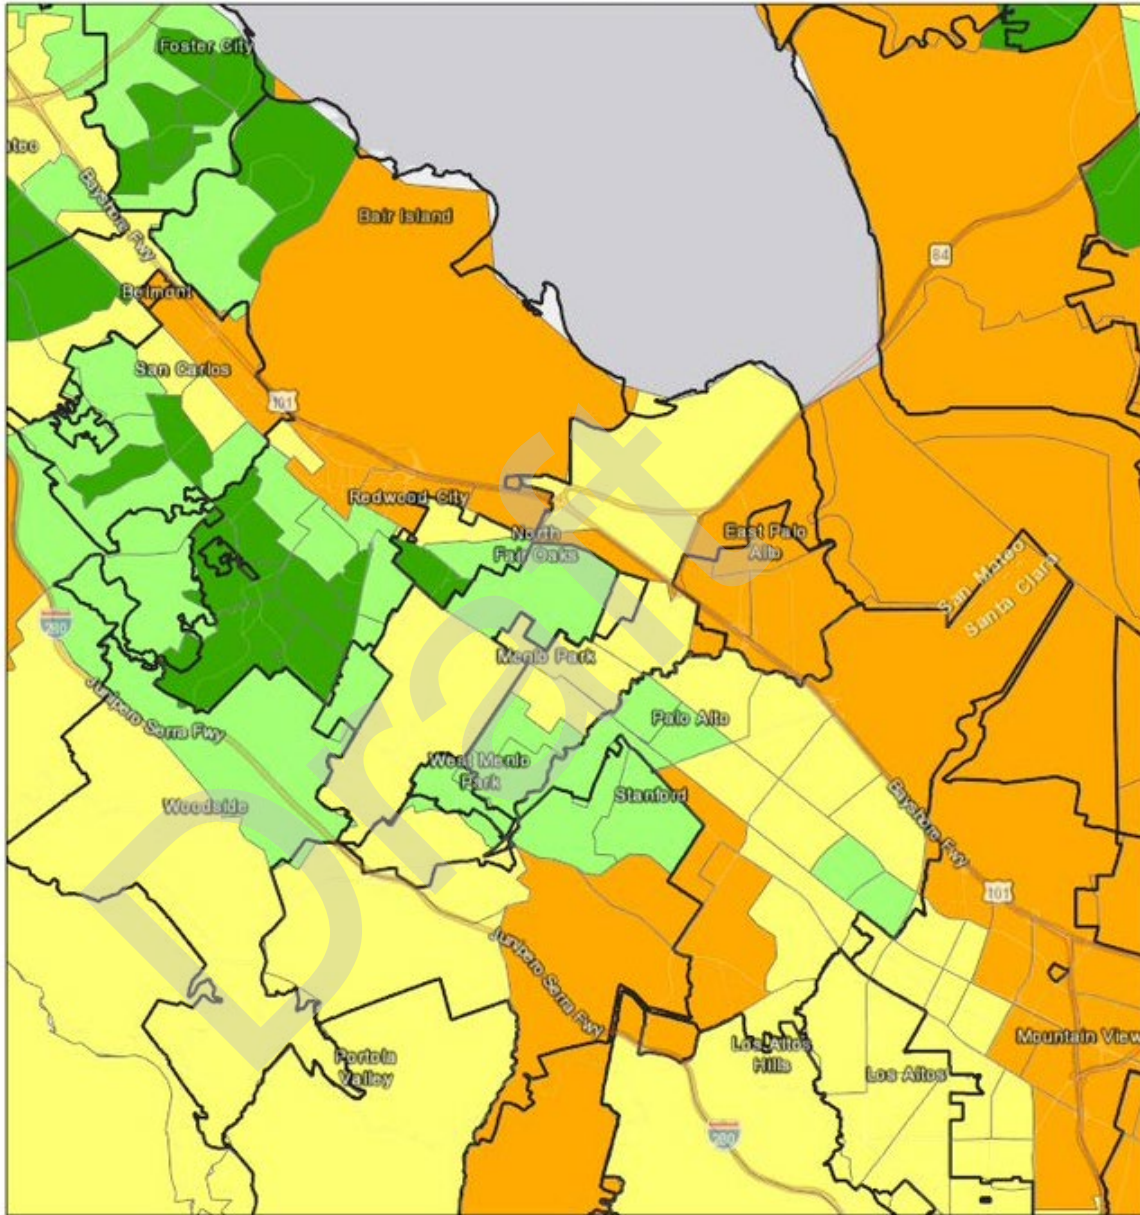 Foster City
ateo
Bayshore Fwy
Bair Island
84
Belmont
San Carlos
101
Redwood City
North
Fair Oaks
East Palo
Alto
San Mateo
Santa Clara
280
Menlo Park
Junipero Serra Fwy
Palo Alto
West Menlo
Park
Stanford
Woodside
Bayshore Fwy
101
Junipero Serra Fwy
Mountain View
Los Altos
Hills
Los Altos
Portola
Valley
280
Draft